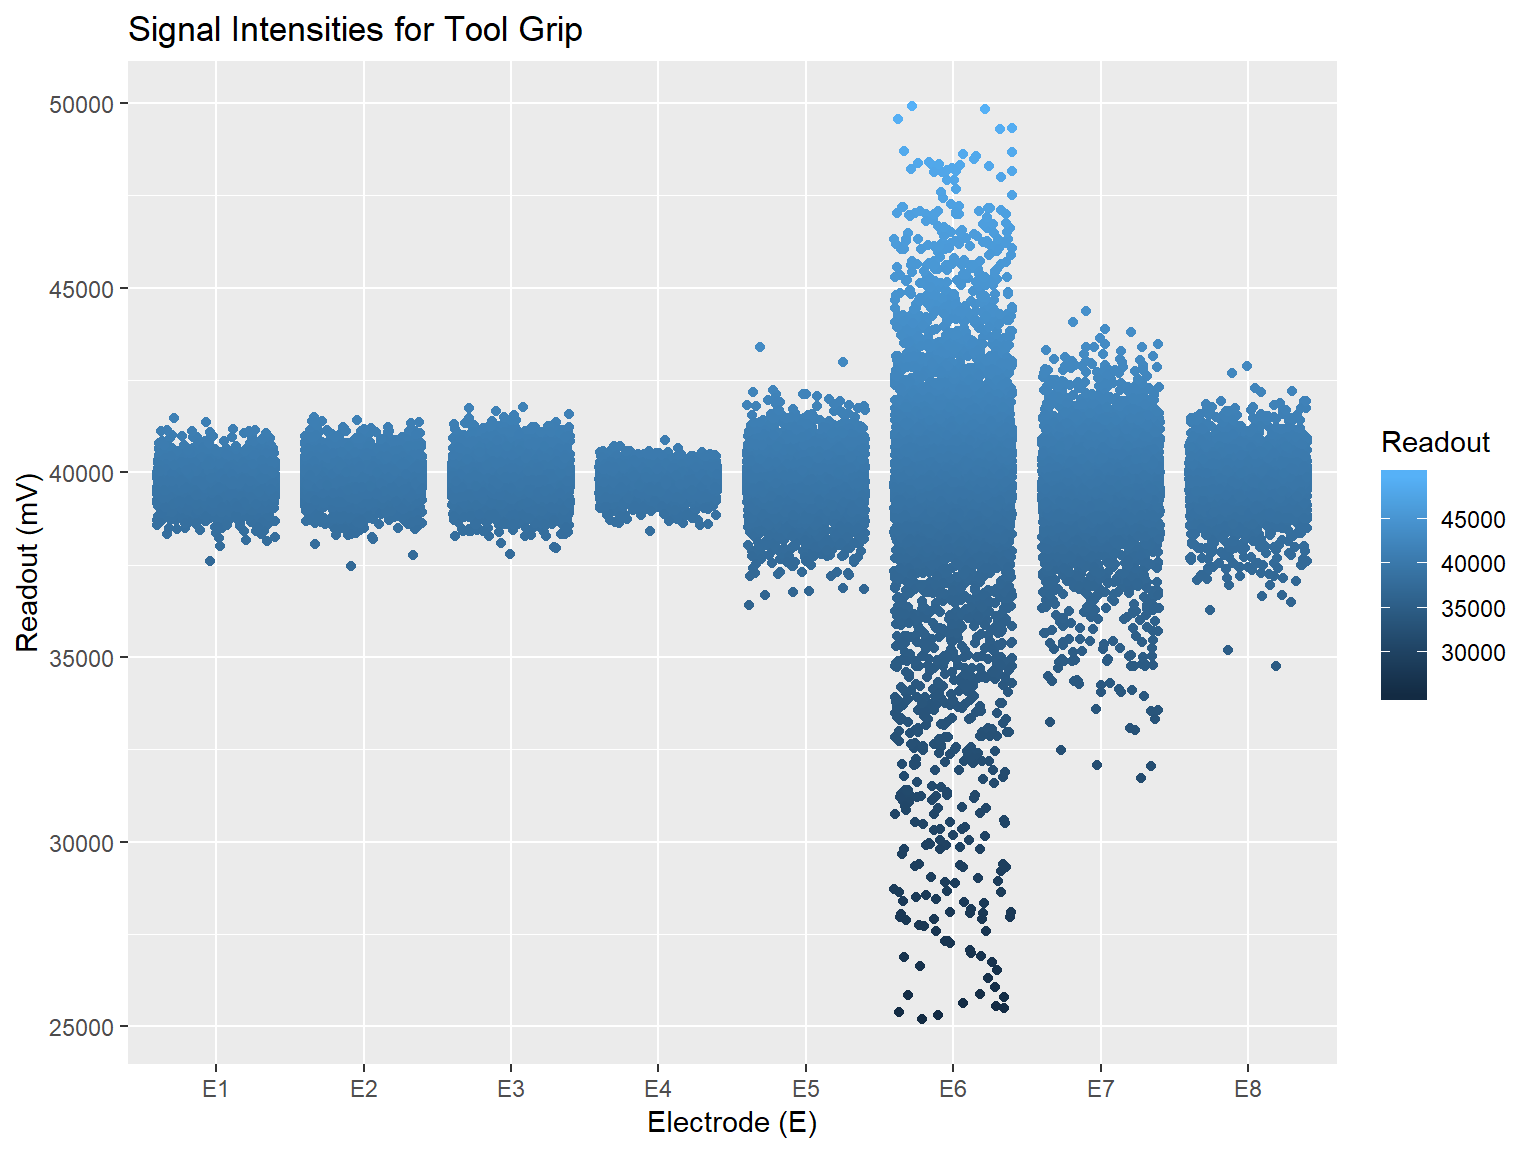 Signal Intensities for Tool Grip
50000
45000
40000
35000
30000
25000
Readout (mV)
E1 E2 E3 E4 E5 E6 E7 E8
Electrode (E)
Readout
45000
40000
35000
30000